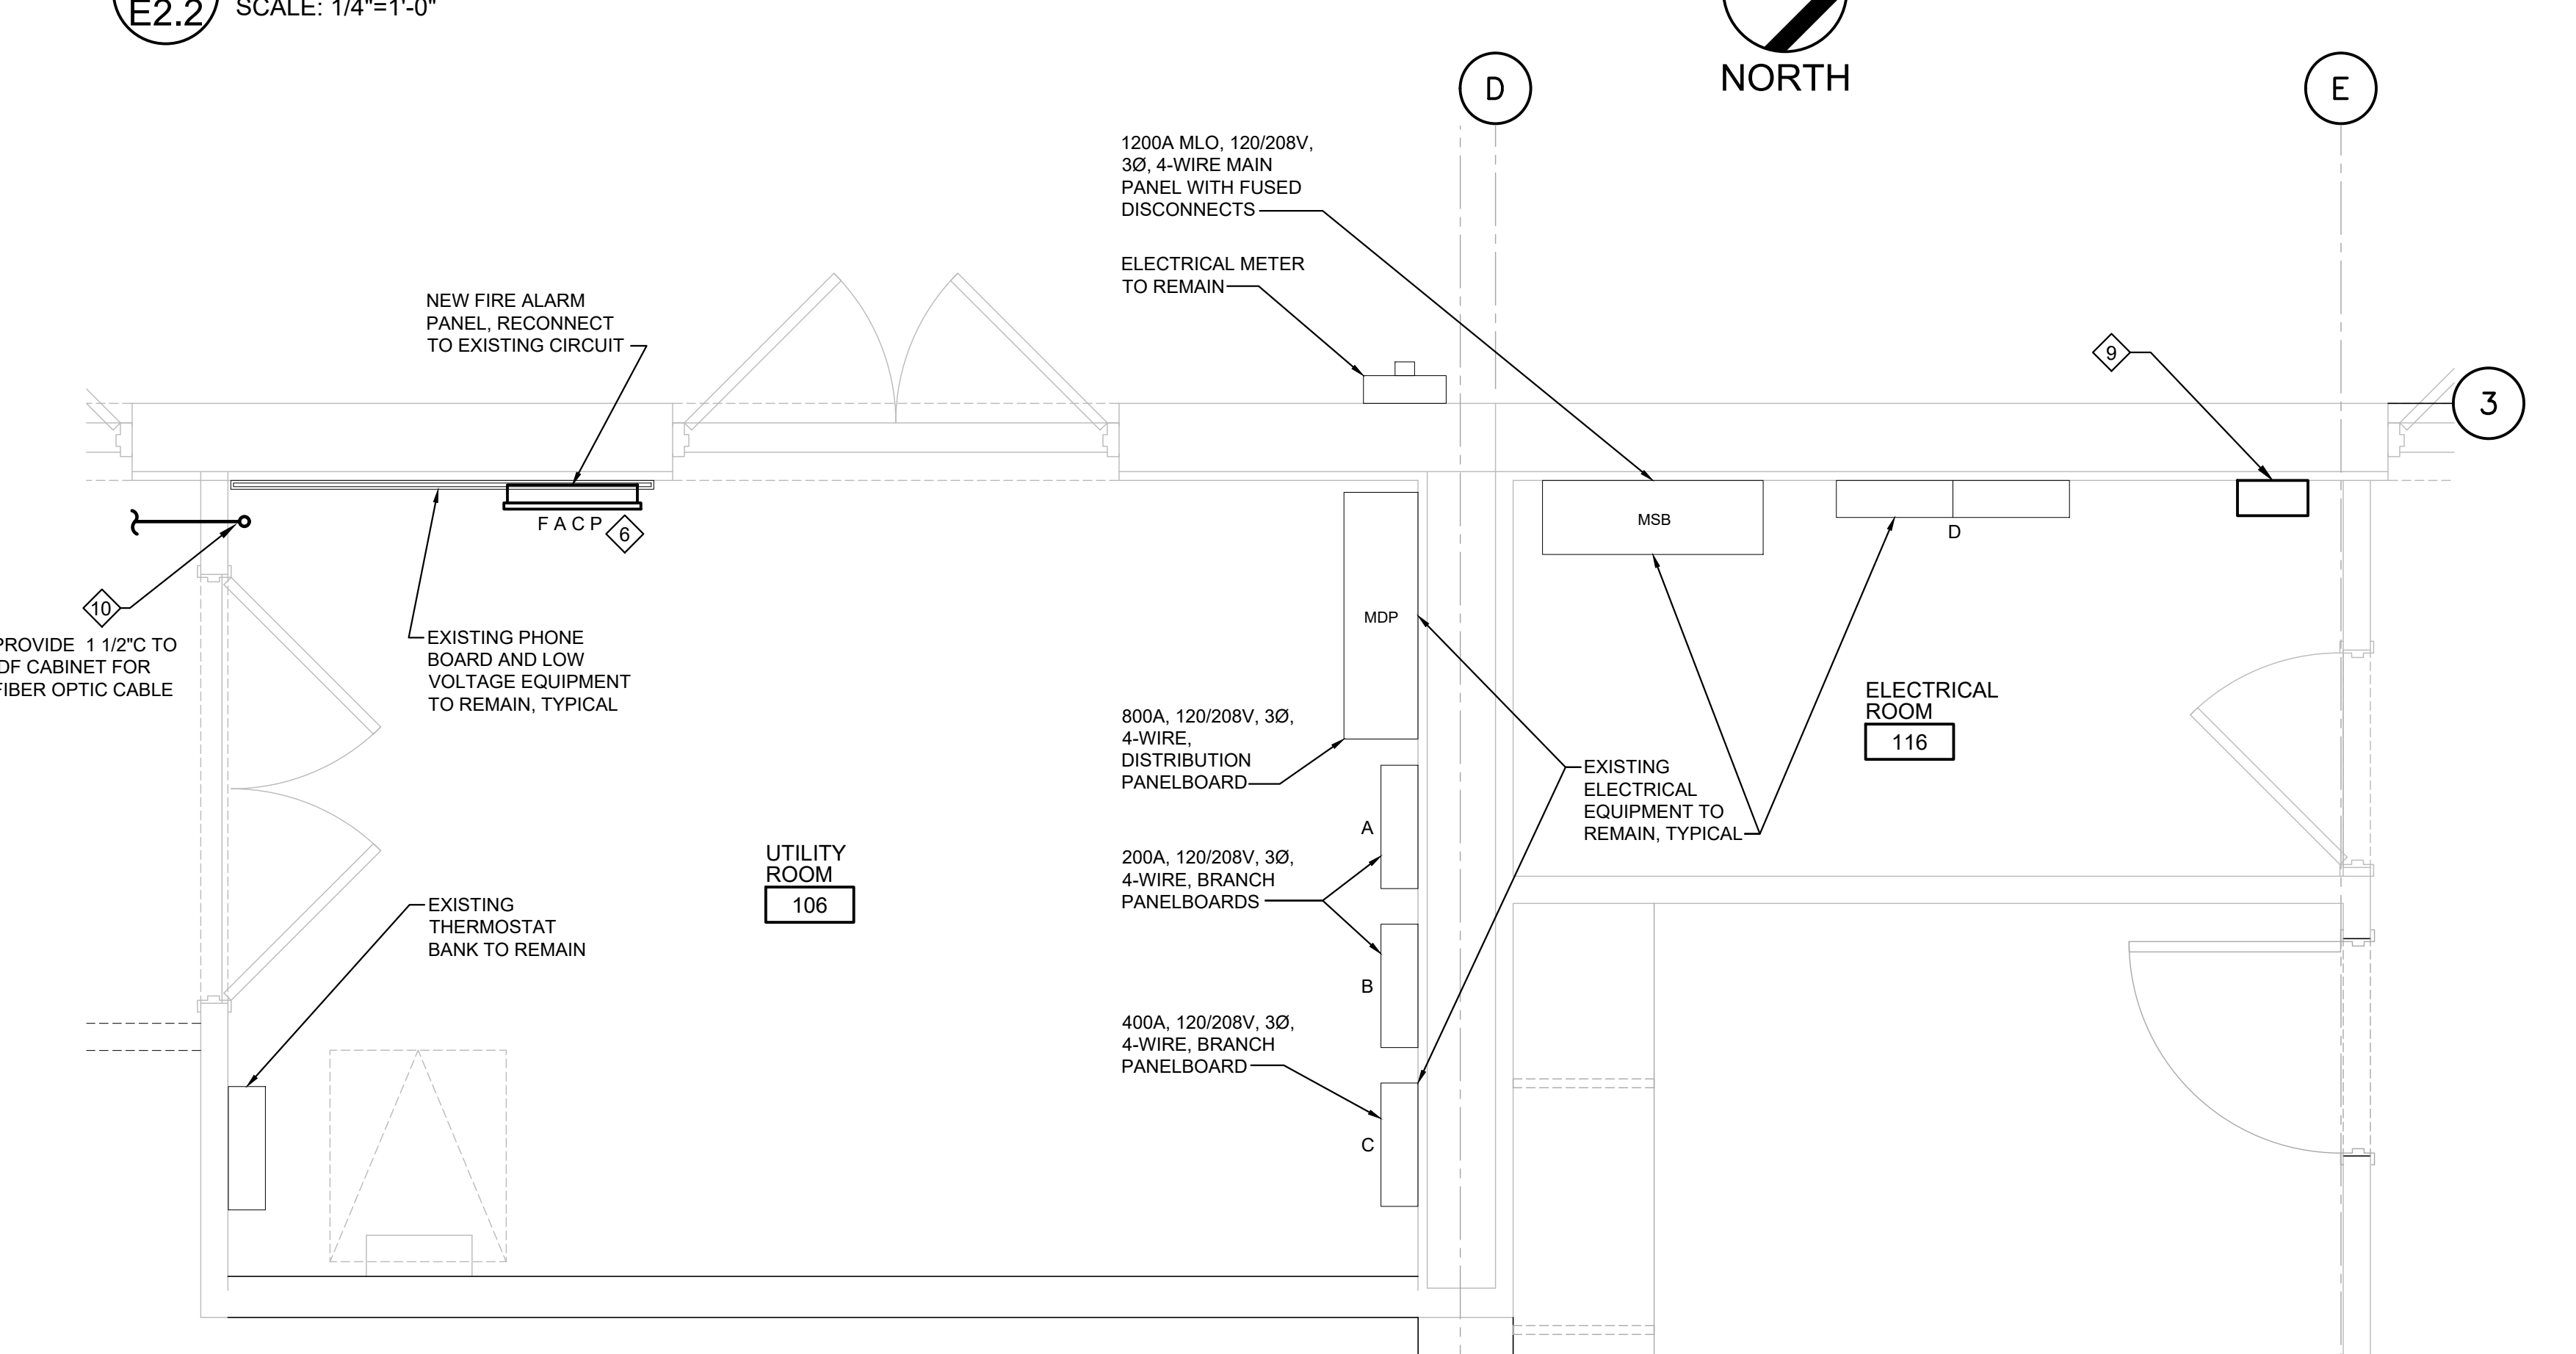 E2.2
SCALE: 1/4"=1'-0"
NORTH
D
E
1200A MLO, 120/208V,
3Ø, 4-WIRE MAIN
PANEL WITH FUSED
DISCONNECTS
ELECTRICAL METER
TO REMAIN
NEW FIRE ALARM
PANEL, RECONNECT
TO EXISTING CIRCUIT
9
3
FACP
6
MSB
D
10
PROVIDE 1 1/2"C TO
DF CABINET FOR
FIBER OPTIC CABLE
EXISTING PHONE
BOARD AND LOW
VOLTAGE EQUIPMENT
TO REMAIN, TYPICAL
MDP
800A, 120/208V, 3Ø,
4-WIRE,
DISTRIBUTION
PANELBOARD
ELECTRICAL
ROOM
116
EXISTING
ELECTRICAL
EQUIPMENT TO
REMAIN, TYPICAL
A
200A, 120/208V, 3Ø,
4-WIRE, BRANCH
PANELBOARDS
UTILITY
ROOM
106
EXISTING
THERMOSTAT
BANK TO REMAIN
B
400A, 120/208V, 3Ø,
4-WIRE, BRANCH
PANELBOARD
C